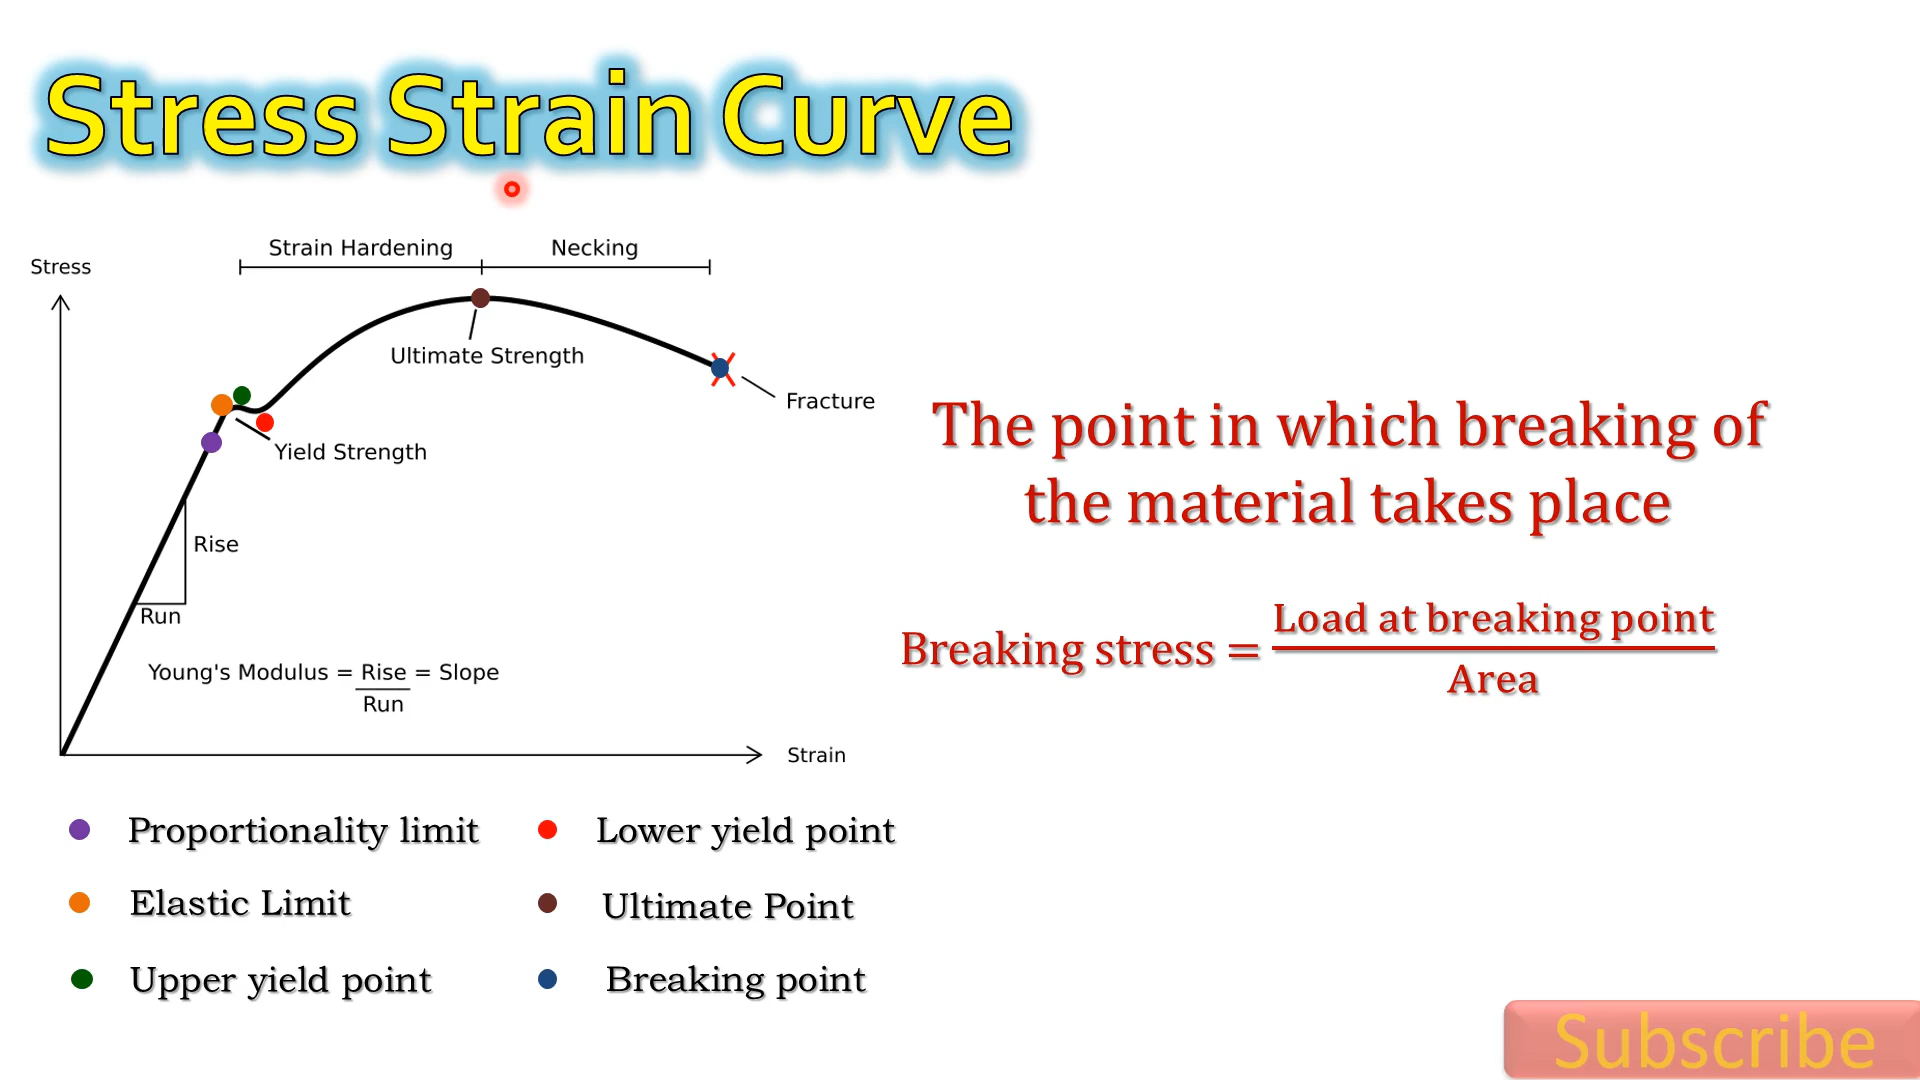 Stress Strain Curve
Strain Hardening
Necking
Stress
Ultimate Strength
Fracture
Yield Strength
Rise
Run
Young's Modulus = Rise = Slope
Run
Strain
The point in which breaking of
the material takes place
Breaking stress = Load at breaking point
Area
Proportionality limit
Lower yield point
Elastic Limit
Ultimate Point
Upper yield point
Breaking point
Subscribe